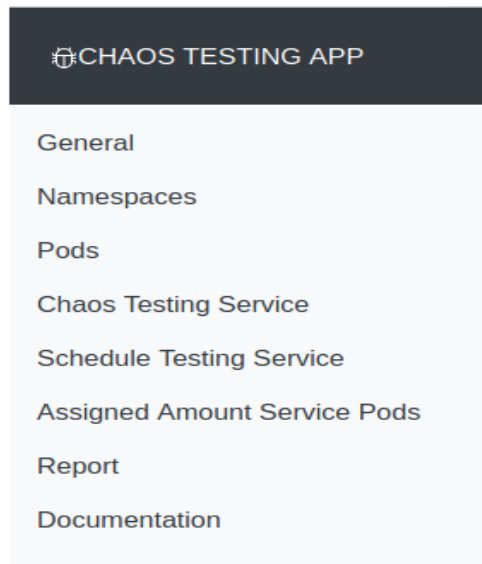 CHAOS TESTING APP
General
Namespaces
Pods
Chaos Testing Service
Schedule Testing Service
Assigned Amount Service Pods
Report
Documentation